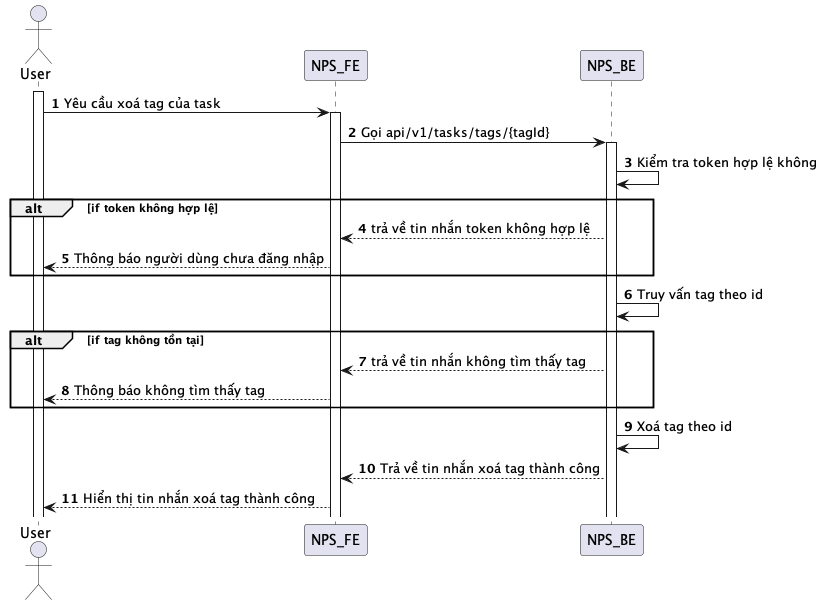 User
NPS_FE
NPS_BE
1 Yêu cầu xoá tag của task
2 Gọi api/v1/tasks/tags/{tagId}
3 Kiểm tra token hợp lệ không
alt [if token không hợp lệ]
4 trả về tin nhắn token không hợp lệ
5 Thông báo người dùng chưa đăng nhập
6 Truy vấn tag theo id
alt [if tag không tồn tại]
7 trả về tin nhắn không tìm thấy tag
8 Thông báo không tìm thấy tag
9 Xoá tag theo id
10 Trả về tin nhắn xoá tag thành công
11 Hiển thị tin nhắn xoá tag thành công
User
NPS_FE
NPS_BE